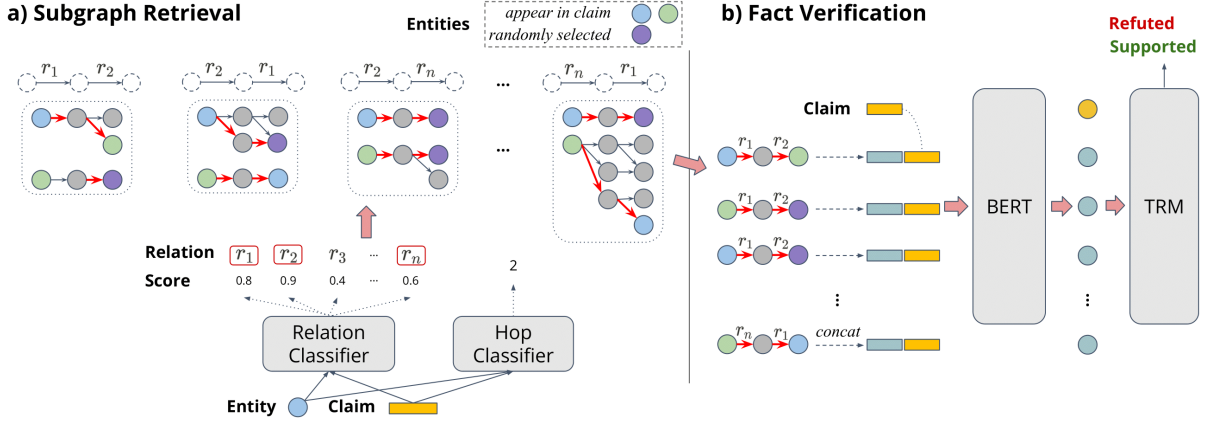 a) Subgraph Retrieval
Entities
appear in claim
randomly selected
r1 r2
r2 r1
r2 rn
...
rn r1
...
Relation r1 r2 r3 ... rn
Score 0.8 0.9 0.4 ... 0.6
2
Relation
Classifier
Hop
Classifier
Entity
Claim
b) Fact Verification
Refuted
Supported
Claim
r1 r2
r1 r2
r1 r2
⋮
rn r1
concat
BERT
⋮
TRM